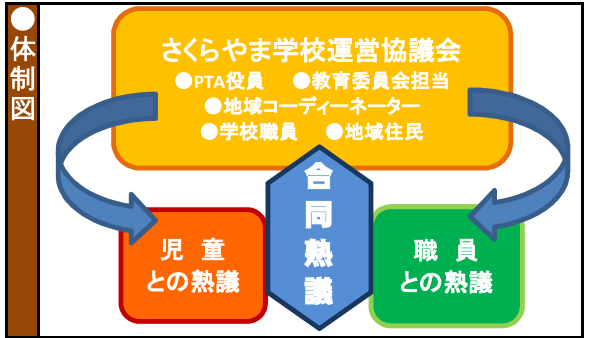 ●体制図
さくらやま学校運営協議会
●PTA役員 ●教育委員会担当
●地域コーディーネーター
●学校職員 ●地域住民
合同熟議
児童
との熟議
職員
との熟議